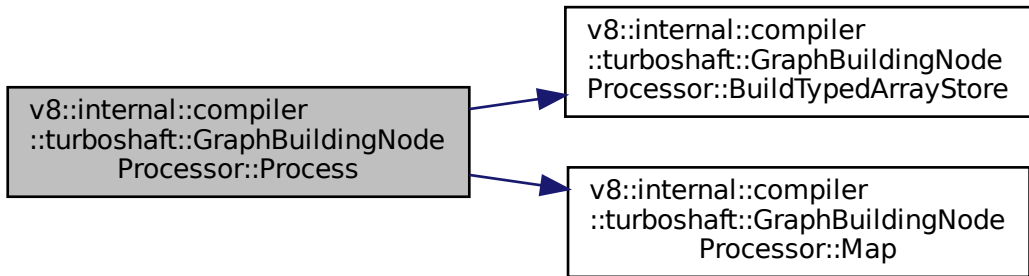 v8::internal::compiler
::turboshaft::GraphBuildingNode
Processor::Process
v8::internal::compiler
::turboshaft::GraphBuildingNode
Processor::BuildTypedArrayStore
v8::internal::compiler
::turboshaft::GraphBuildingNode
Processor::Map